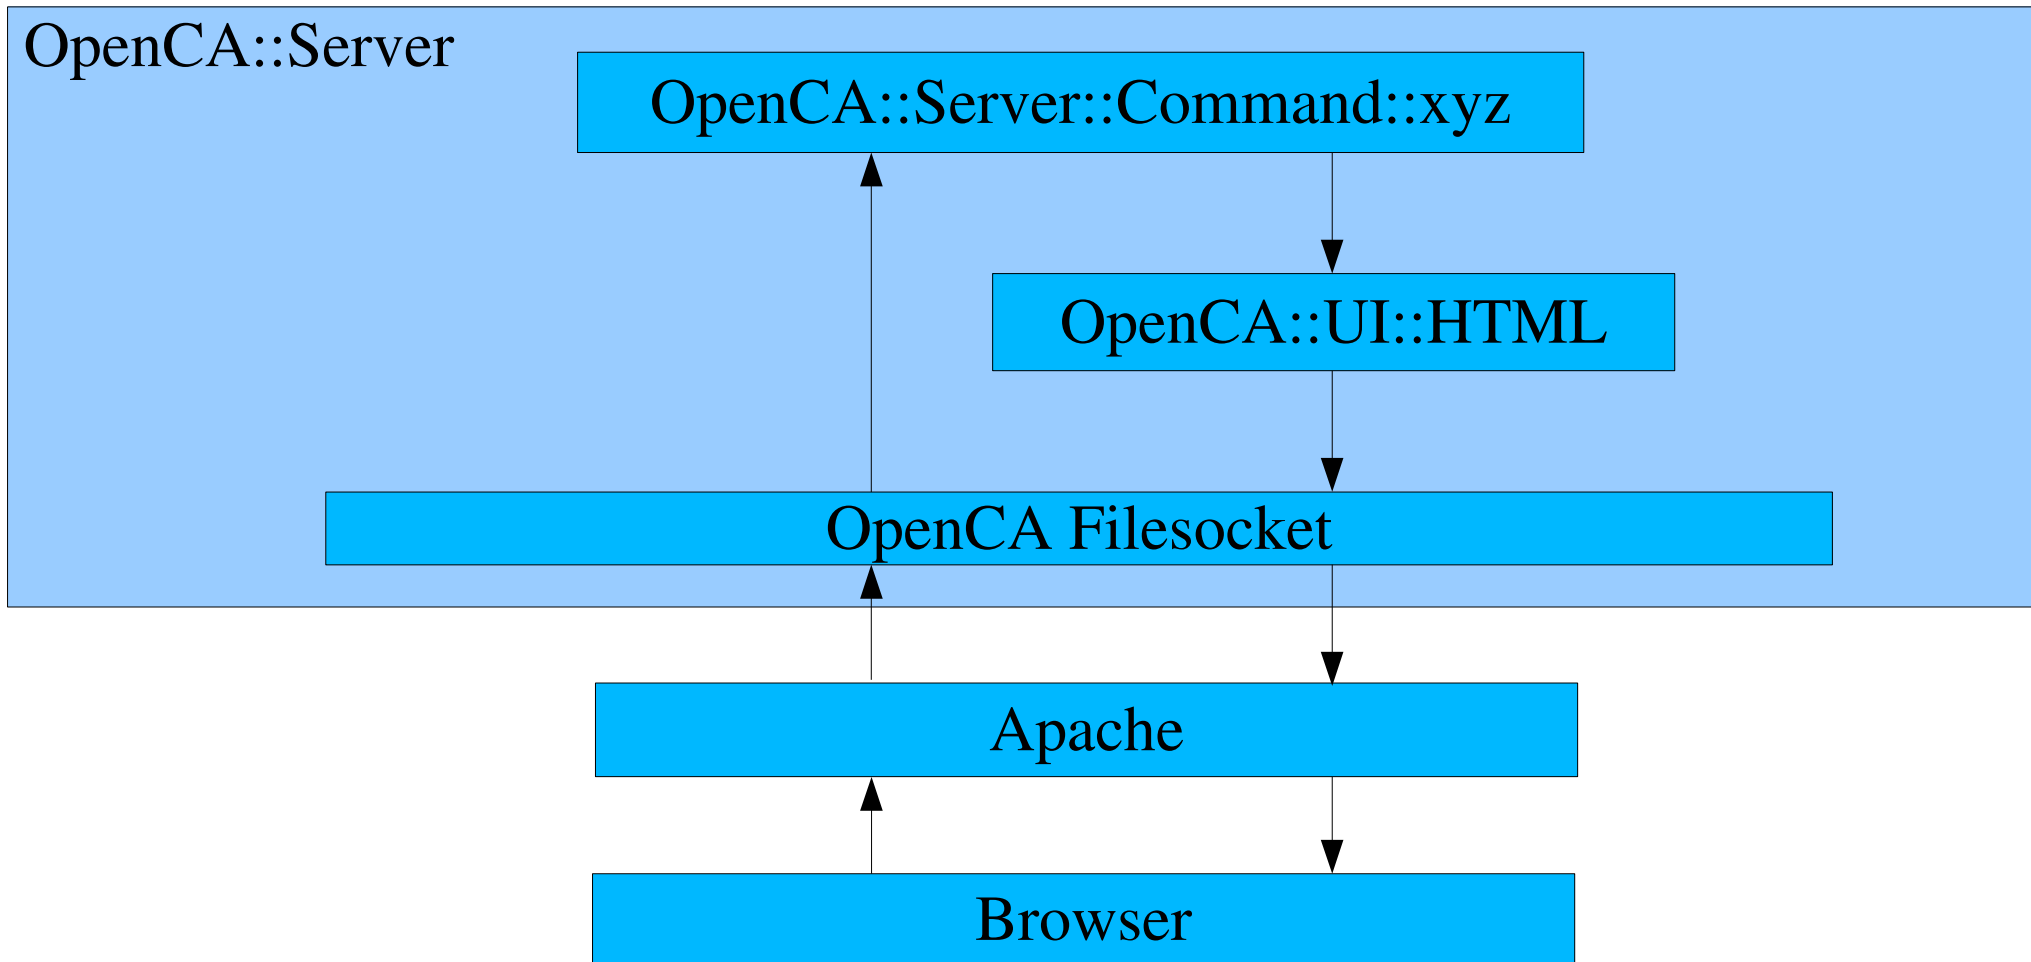 OpenCA::Server
OpenCA::Server::Command::xyz
OpenCA::UI::HTML
OpenCA Filesocket
Apache
Browser